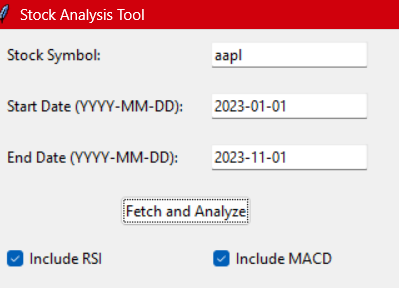 Stock Analysis Tool
Stock Symbol: aapl
Start Date (YYYY-MM-DD): 2023-01-01
End Date (YYYY-MM-DD): 2023-11-01
Fetch and Analyze
Include RSI Include MACD